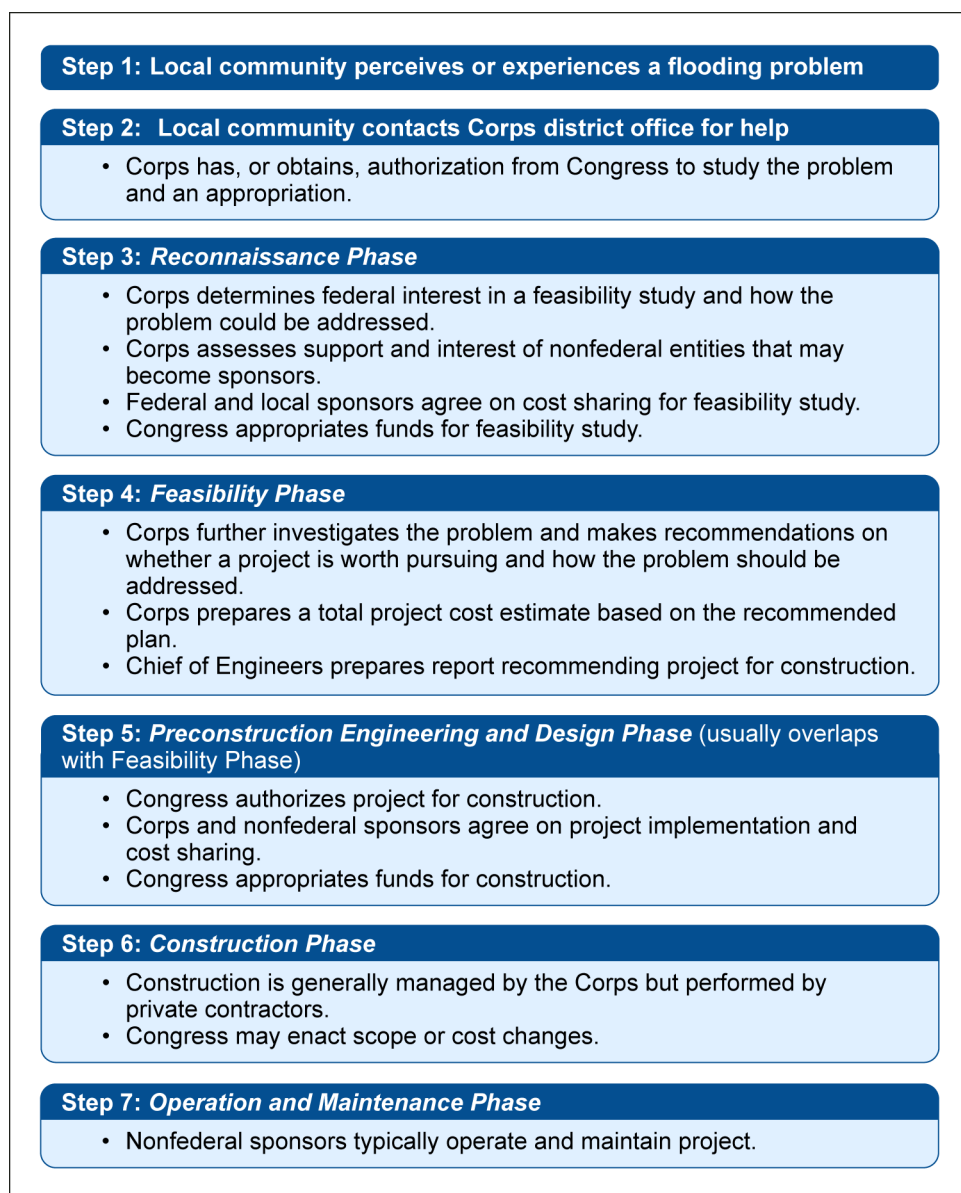 Step 1: Local community perceives or experiences a flooding problem
Step 2: Local community contacts Corps district office for help
• Corps has, or obtains, authorization from Congress to study the problem
and an appropriation.
Step 3: Reconnaissance Phase
• Corps determines federal interest in a feasibility study and how the
problem could be addressed.
• Corps assesses support and interest of nonfederal entities that may
become sponsors.
• Federal and local sponsors agree on cost sharing for feasibility study.
• Congress appropriates funds for feasibility study.
Step 4: Feasibility Phase
• Corps further investigates the problem and makes recommendations on
whether a project is worth pursuing and how the problem should be
addressed.
• Corps prepares a total project cost estimate based on the recommended
plan.
• Chief of Engineers prepares report recommending project for construction.
Step 5: Preconstruction Engineering and Design Phase (usually overlaps
with Feasibility Phase)
• Congress authorizes project for construction.
• Corps and nonfederal sponsors agree on project implementation and
cost sharing.
• Congress appropriates funds for construction.
Step 6: Construction Phase
• Construction is generally managed by the Corps but performed by
private contractors.
• Congress may enact scope or cost changes.
Step 7: Operation and Maintenance Phase
• Nonfederal sponsors typically operate and maintain project.